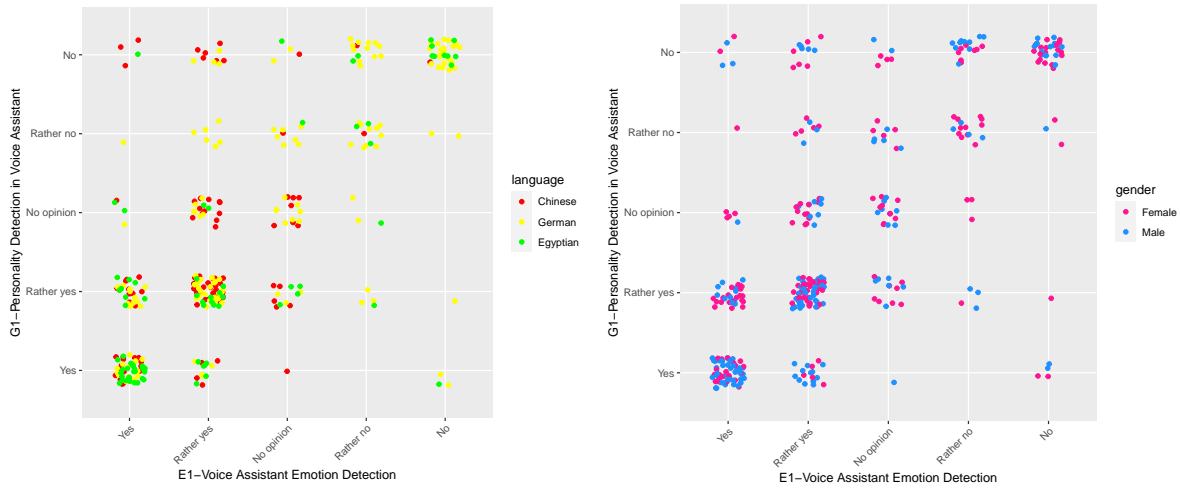 G1−Personality Detection in Voice Assistant
No
Rather no
No opinion
Rather yes
Yes
Yes
Rather yes
No opinion
Rather no
No
E1−Voice Assistant Emotion Detection
language
Chinese
German
Egyptian
G1−Personality Detection in Voice Assistant
No
Rather no
No opinion
Rather yes
Yes
Yes
Rather yes
No opinion
Rather no
No
E1−Voice Assistant Emotion Detection
gender
Female
Male